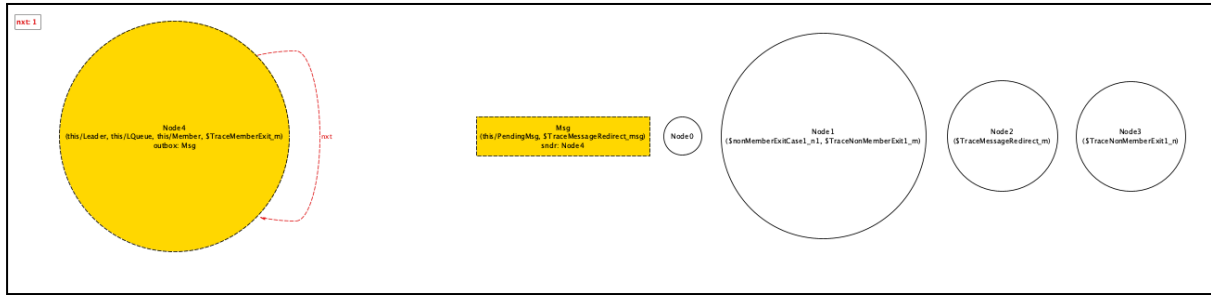 nxt: 1
Node4
(this/Leader, this/LQueue, this/Member, $TraceMemberExit_m)
outbox: Msg
nxt
Msg
(this/PendingMsg, $TraceMessageRedirect_msg)
sndr: Node4
Node0
Node1
($nonMemberExitCase1_n1, $TraceNonMemberExit1_m)
Node2
($TraceMessageRedirect_m)
Node3
($TraceNonMemberExit1_n)